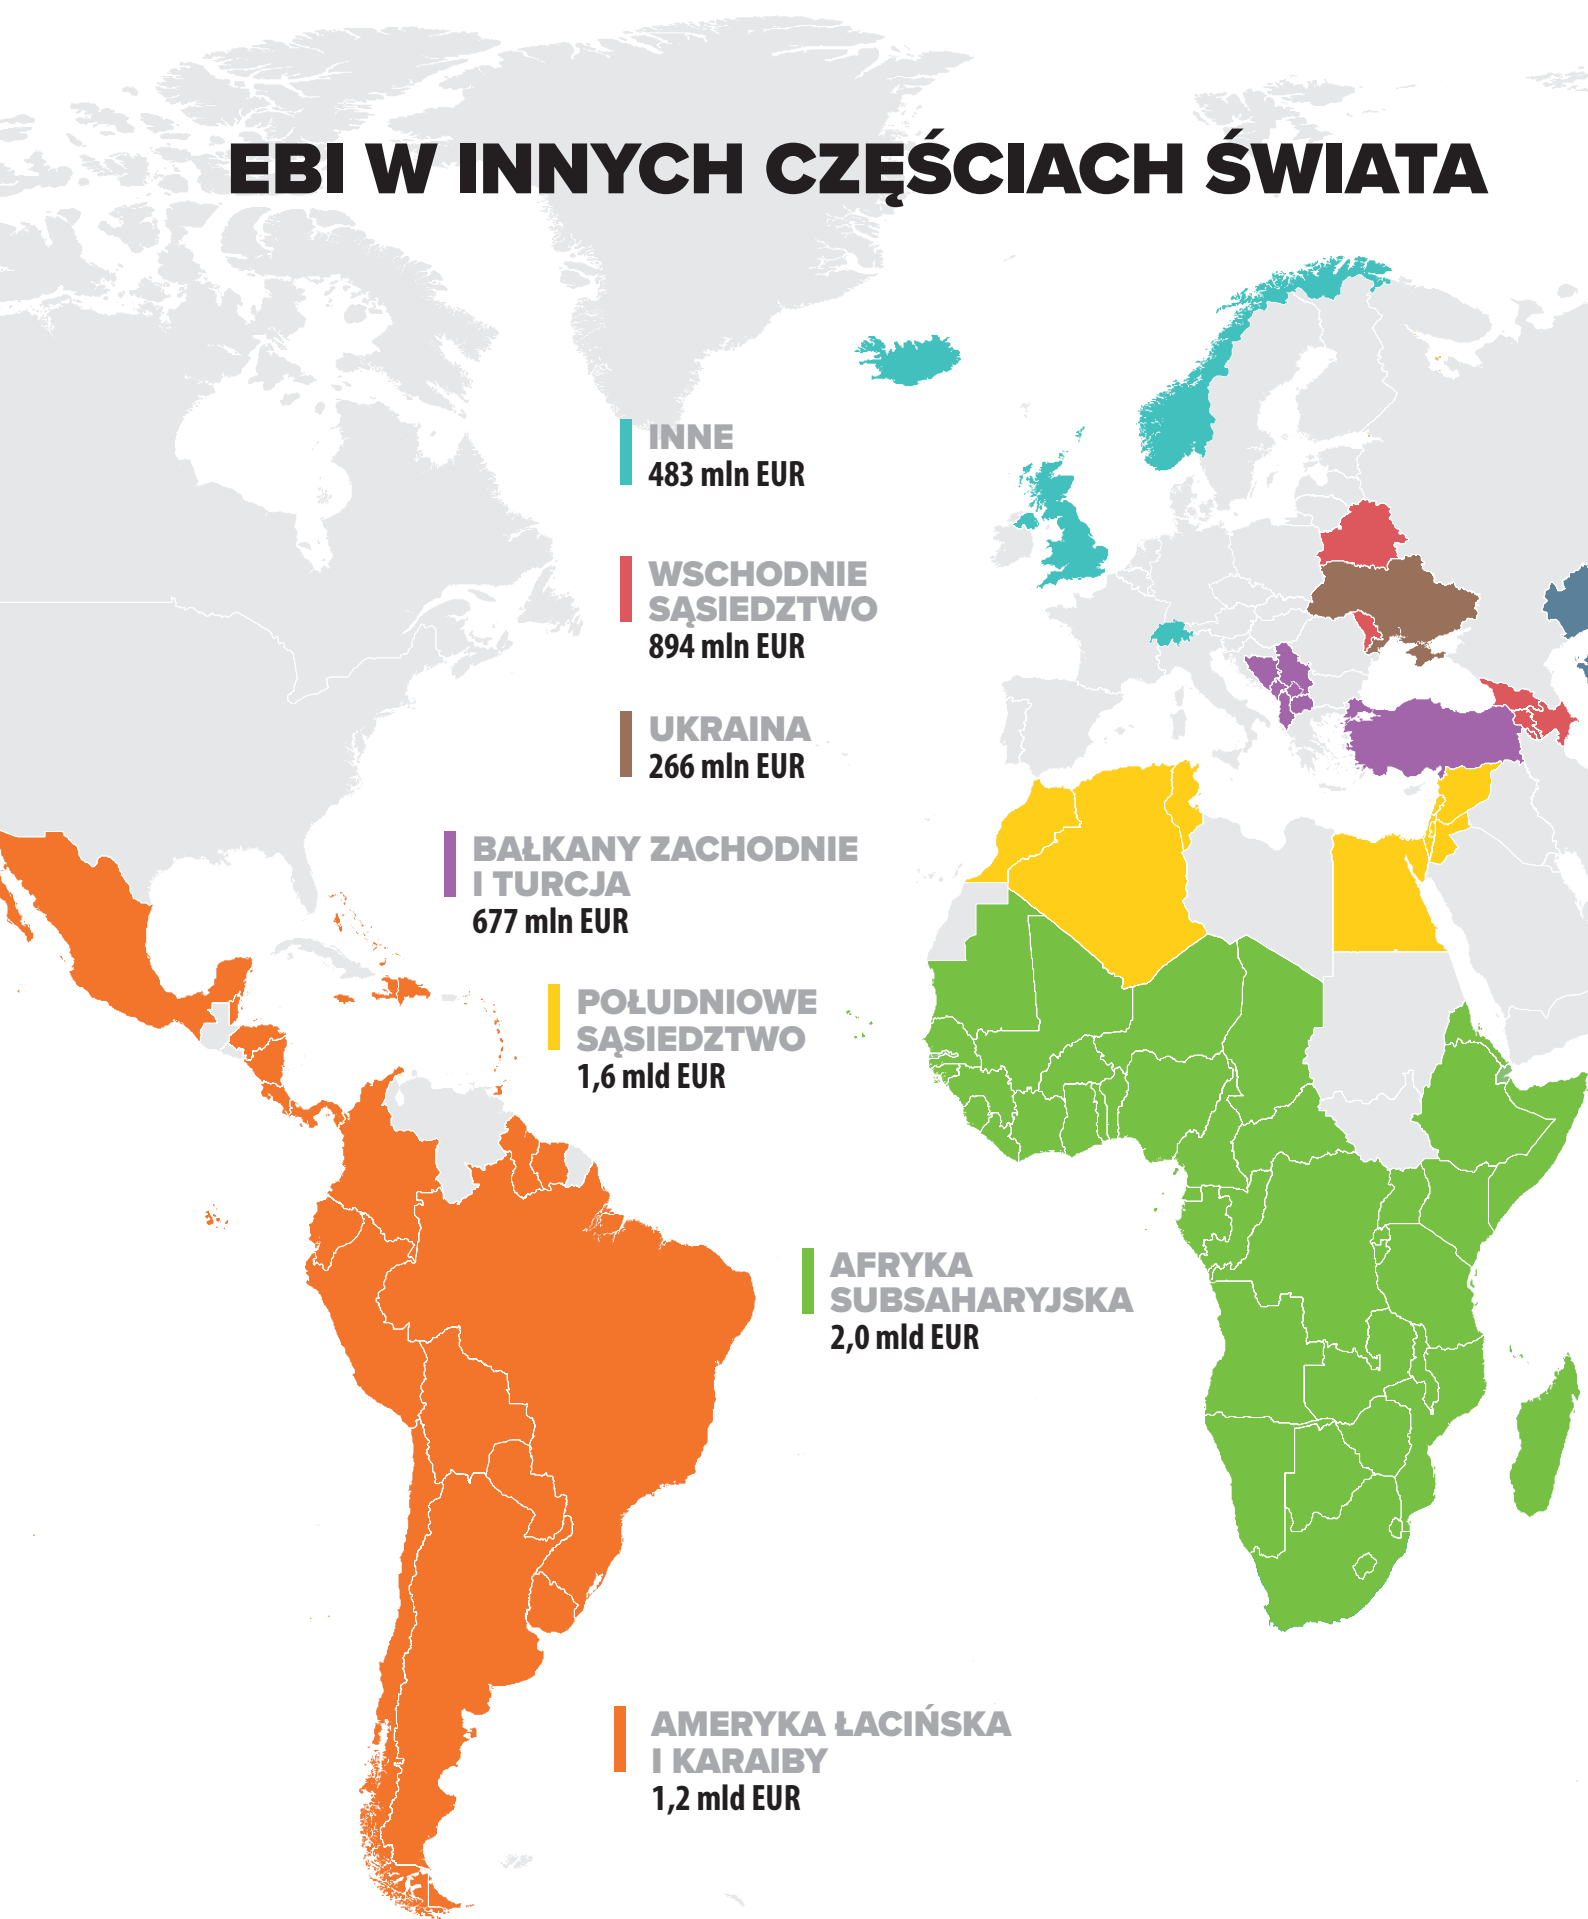 EBI W INNYCH CZĘŚCIACH ŚWIATA
INNE
483 mln EUR
WSCHODNIE
SĄSIEDZTWO
894 mln EUR
UKRAINA
266 mln EUR
BAŁKANY ZACHODNIE
I TURCJA
677 mln EUR
POŁUDNIOWE
SĄSIEDZTWO
1,6 mld EUR
AFRYKA
SUBSAHARYJSKA
2,0 mld EUR
AMERYKA ŁACIŃSKA
I KARAIBY
1,2 mld EUR